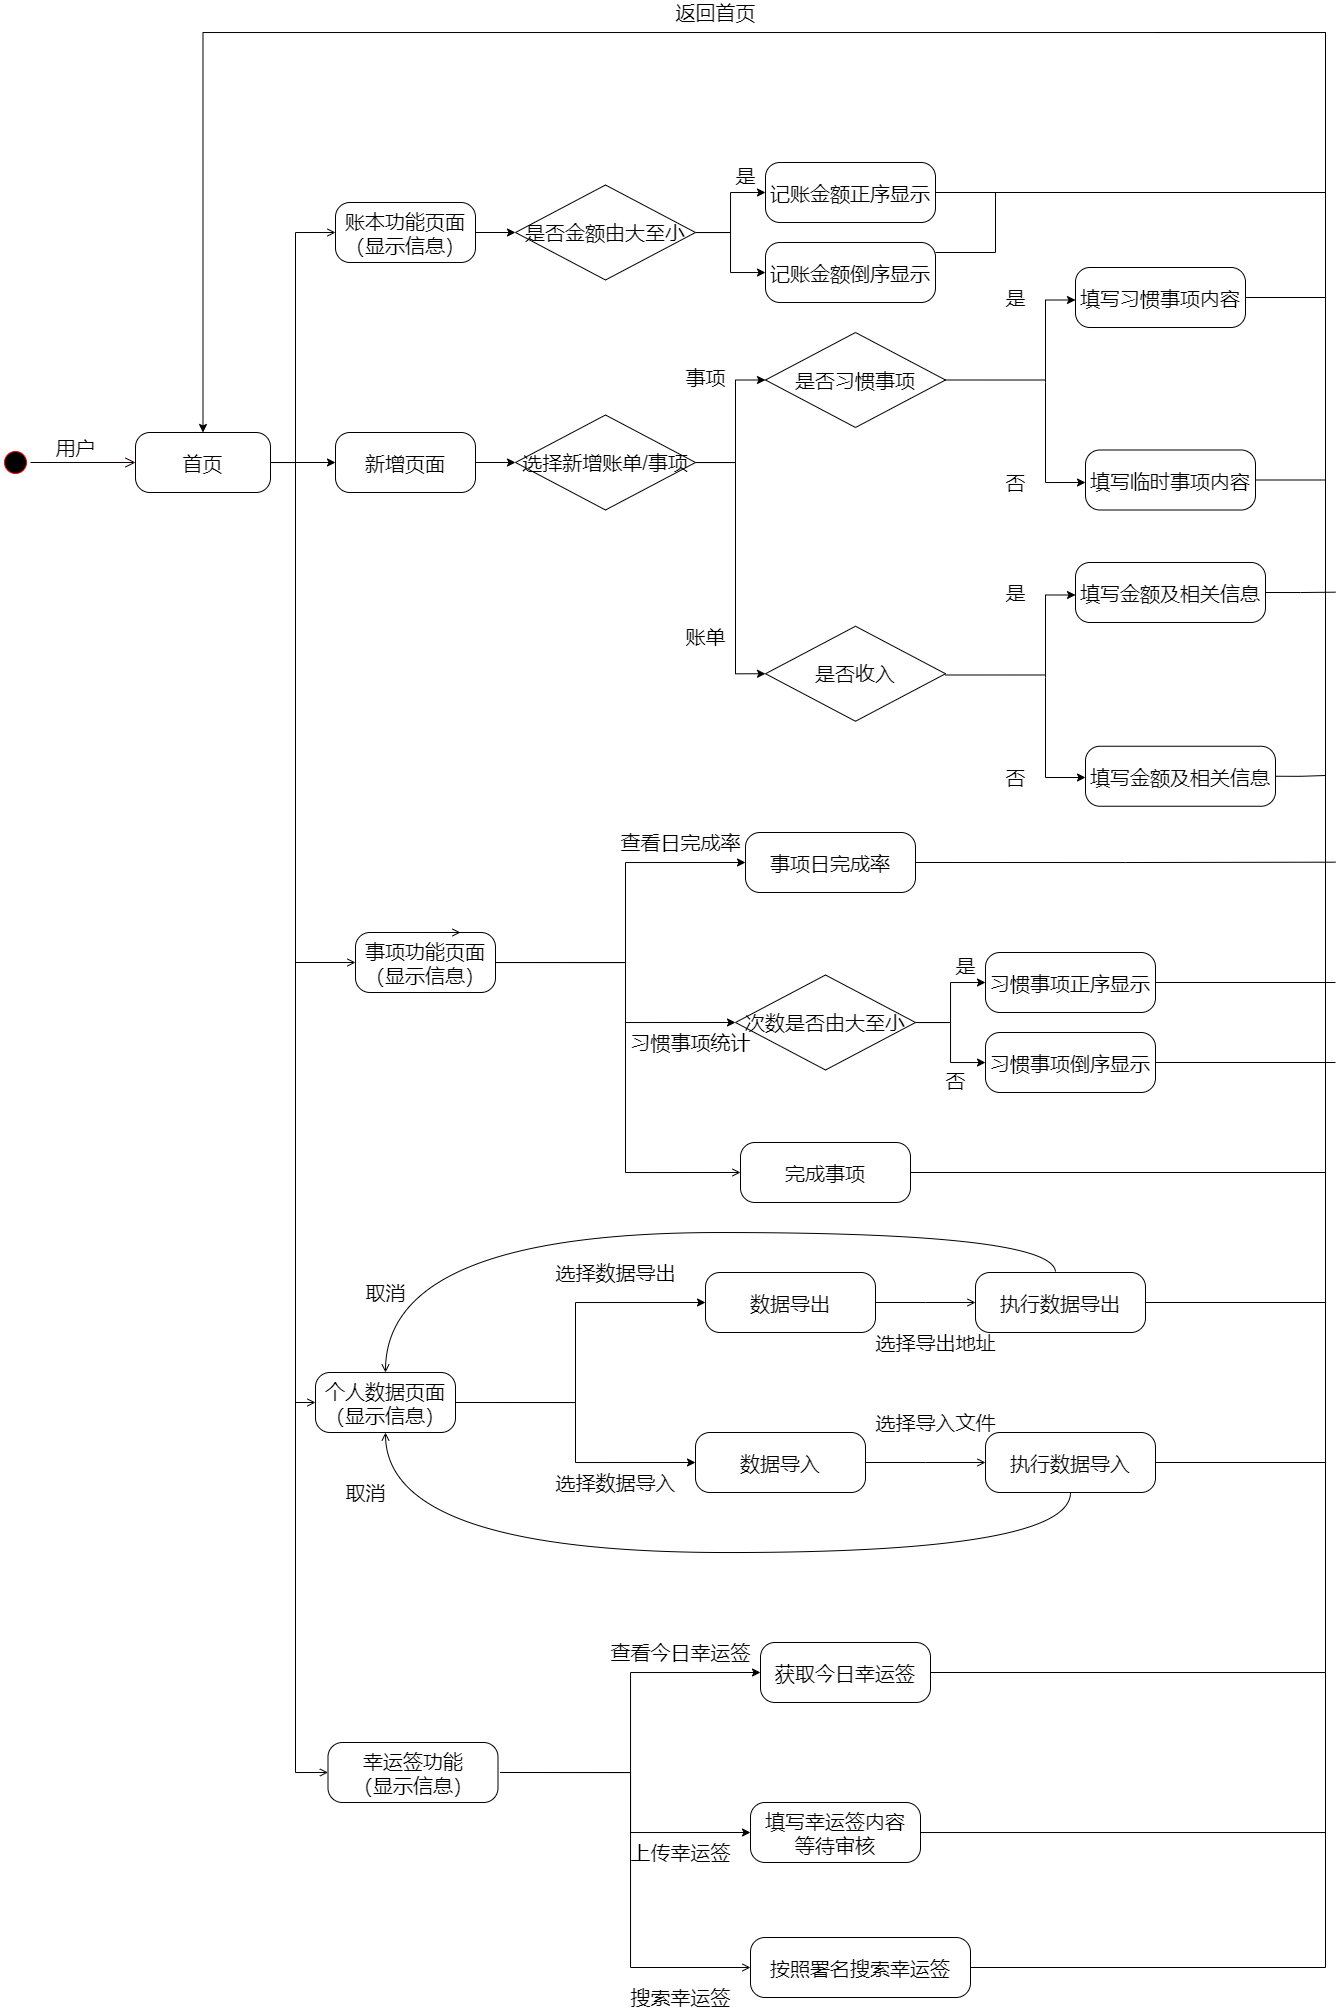 返回首页
用户
首页
账本功能页面
(显示信息)
是否金额由大至小
是
记账金额正序显示
记账金额倒序显示
新增页面
选择新增账单/事项
事项
是否习惯事项
是
填写习惯事项内容
否
填写临时事项内容
账单
是否收入
是
填写金额及相关信息
否
填写金额及相关信息
事项功能页面
(显示信息)
查看日完成率
事项日完成率
习惯事项统计
次数是否由大至小
是
习惯事项正序显示
否
习惯事项倒序显示
完成事项
个人数据页面
(显示信息)
取消
选择数据导出
数据导出
选择导出地址
执行数据导出
取消
选择数据导入
数据导入
选择导入文件
执行数据导入
幸运签功能
(显示信息)
查看今日幸运签
获取今日幸运签
上传幸运签
填写幸运签内容
等待审核
搜索幸运签
按照署名搜索幸运签